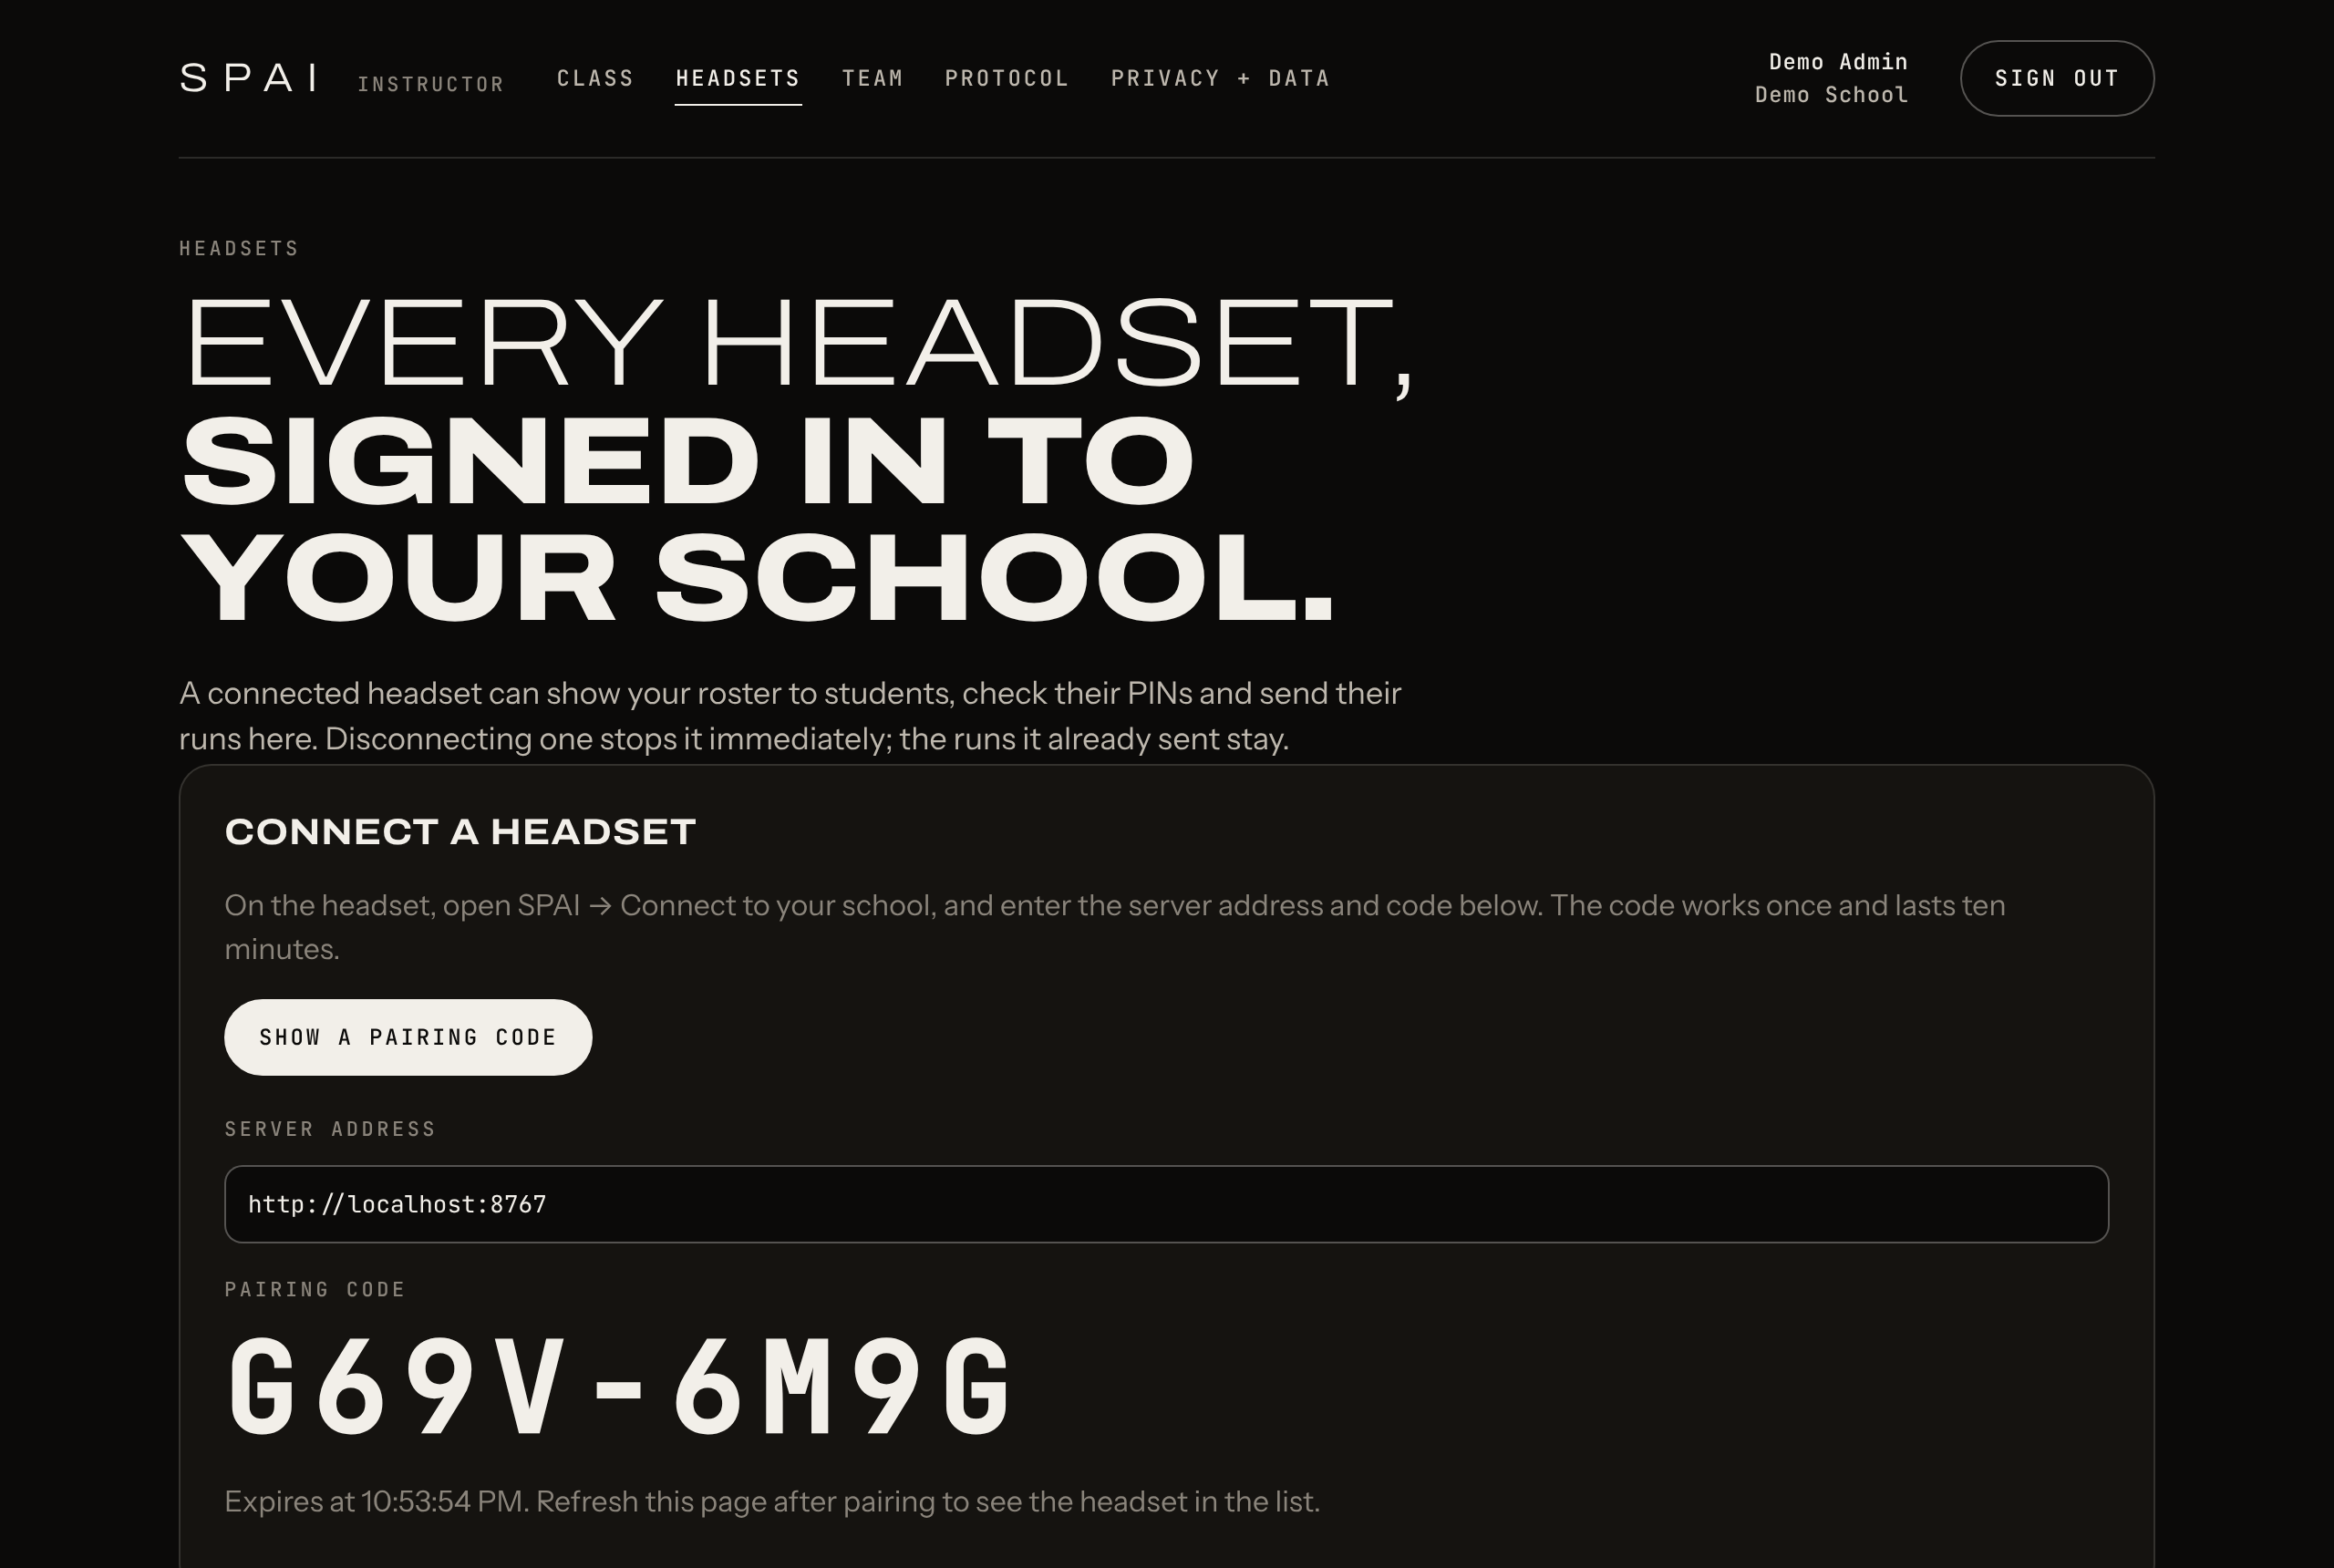 SPAI INSTRUCTOR CLASS HEADSETS TEAM PROTOCOL PRIVACY + DATA
Demo Admin
Demo School
SIGN OUT
HEADSETS
EVERY HEADSET,
SIGNED IN TO
YOUR SCHOOL.
A connected headset can show your roster to students, check their PINs and send their
runs here. Disconnecting one stops it immediately; the runs it already sent stay.
CONNECT A HEADSET
On the headset, open SPAI → Connect to your school, and enter the server address and code below. The code works once and lasts ten
minutes.
SHOW A PAIRING CODE
SERVER ADDRESS
http://localhost:8767
PAIRING CODE
G69V-6M9G
Expires at 10:53:54 PM. Refresh this page after pairing to see the headset in the list.